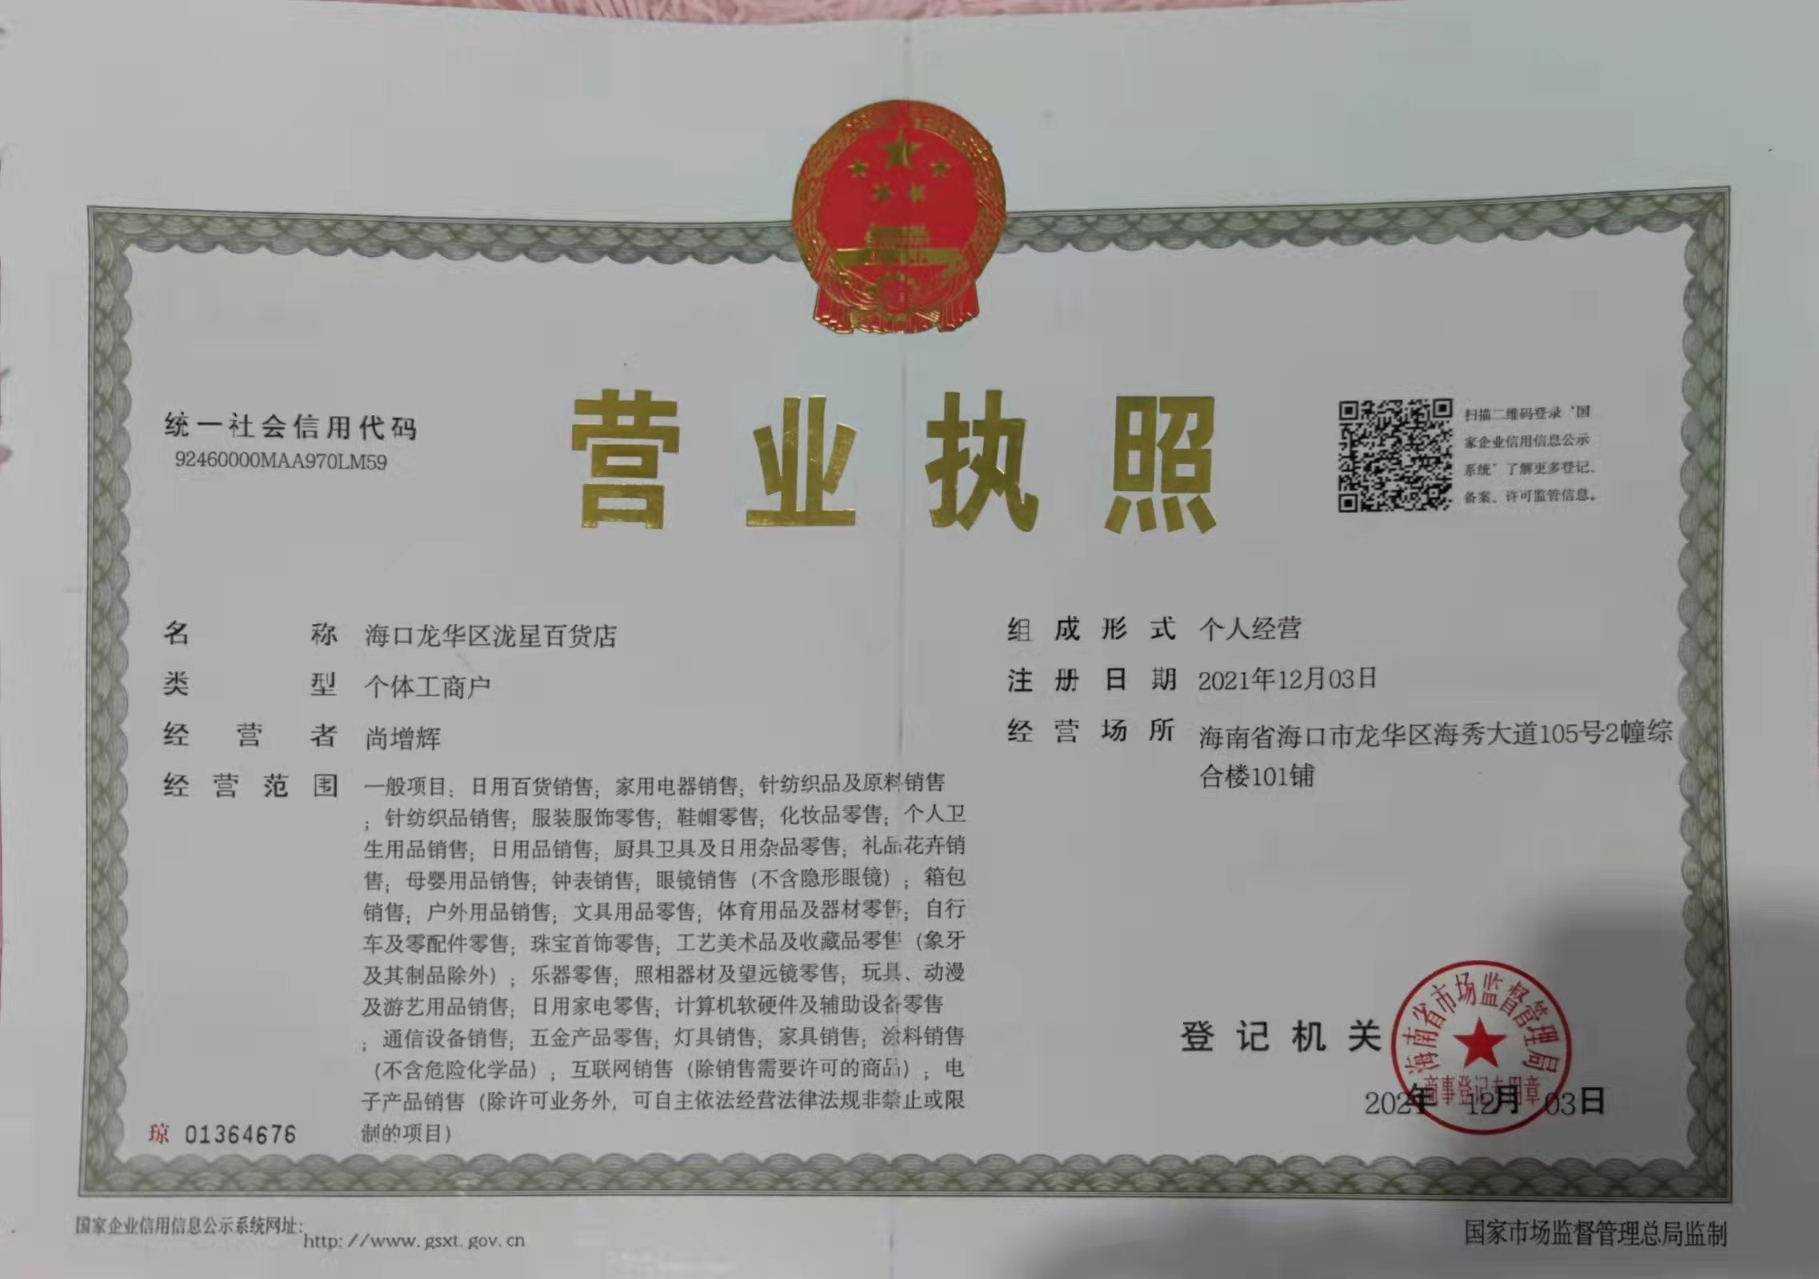 营业执照
统一社会信用代码
92460000MAA970LM59
扫描二维码登录“国
家企业信用信息公示
系统”了解更多登记、
备案、许可监管信息。
名称 海口龙华区泷星百货店
类型 个体工商户
经营者 尚增辉
经营范围 一般项目：日用百货销售；家用电器销售；针纺织品及原料销售
；针纺织品销售；服装服饰零售；鞋帽零售；化妆品零售；个人卫
生用品销售；日用品销售；厨具卫具及日用杂品零售；礼品花卉销
售；母婴用品销售；钟表销售；眼镜销售（不含隐形眼镜）；箱包
销售；户外用品销售；文具用品零售；体育用品及器材零售；自行
车及零配件零售；珠宝首饰零售；工艺美术品及收藏品零售（象牙
及其制品除外）；乐器零售；照相器材及望远镜零售；玩具、动漫
及游艺用品销售；日用家电零售；计算机软硬件及辅助设备零售
；通信设备销售；五金产品零售；灯具销售；家具销售；涂料销售
（不含危险化学品）；互联网销售（除销售需要许可的商品）；电
子产品销售（除许可业务外，可自主依法经营法律法规非禁止或限
制的项目）
组成形式 个人经营
注册日期 2021年12月03日
经营场所 海南省海口市龙华区海秀大道105号2幢综
合楼101铺
登记机关
海南省市场监督管理局
商事登记专用章
2021年 12月 03日
琼 01364676
国家企业信用信息公示系统网址：http://www.gsxt.gov.cn
国家市场监督管理总局监制